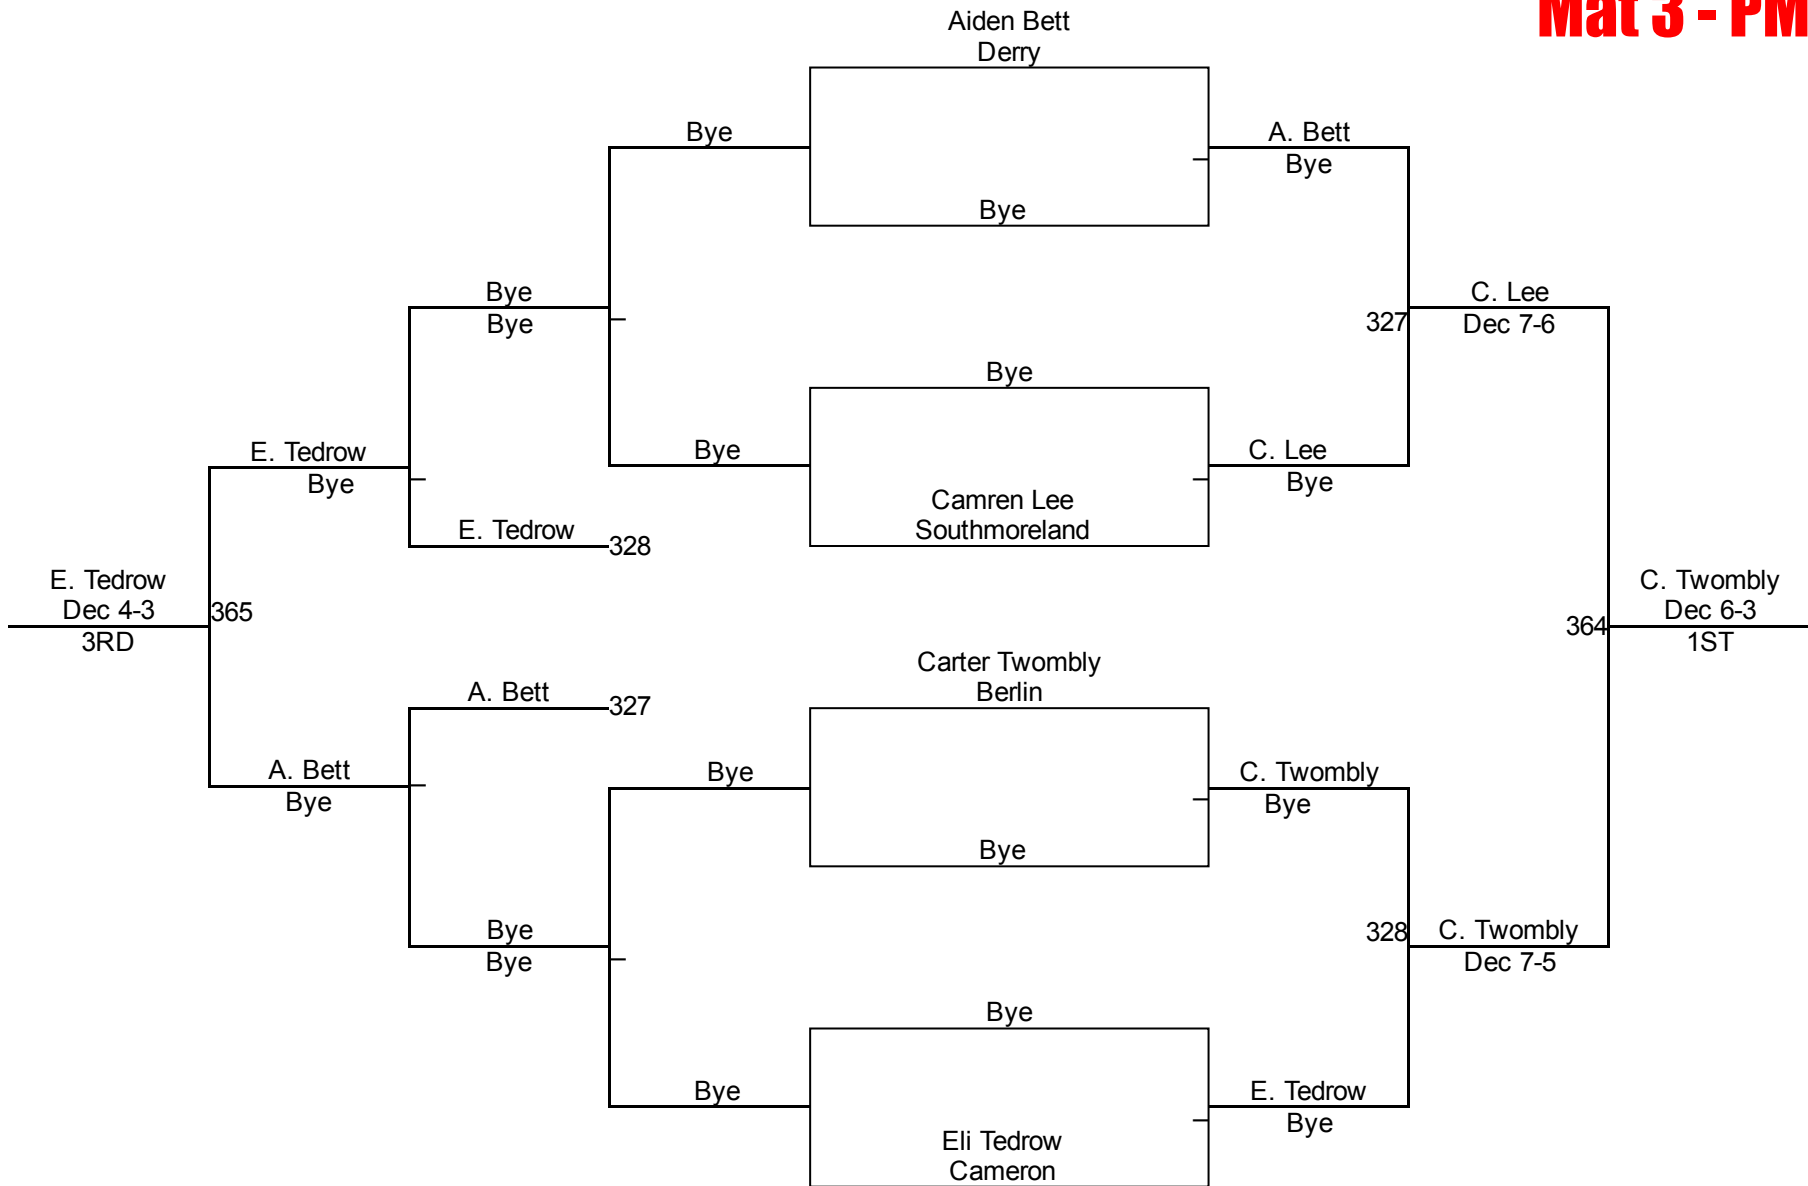 Mat 3 - PM
Aiden Bett
Derry
Bye
A. Bett
Bye
Bye
Bye
Bye
327
C. Lee
Dec 7-6
Bye
Bye
C. Lee
Bye
Camren Lee
Southmoreland
E. Tedrow
Bye
E. Tedrow
328
E. Tedrow
Dec 4-3
3RD
365
364
C. Twombly
Dec 6-3
1ST
A. Bett
327
Carter Twombly
Berlin
A. Bett
Bye
Bye
C. Twombly
Bye
Bye
Bye
Bye
328
C. Twombly
Dec 7-5
Bye
Bye
E. Tedrow
Bye
Eli Tedrow
Cameron